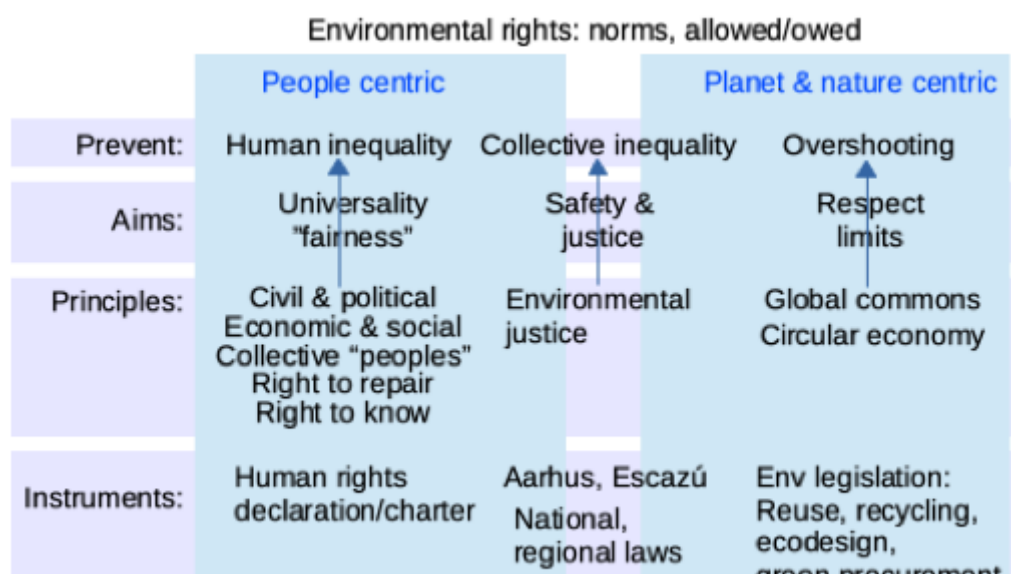 Environmental rights: norms, allowed/owed
People centric
Planet & nature centric
Prevent:
Human inequality
Collective inequality
Overshooting
Aims:
Universality
”fairness”
Safety &
justice
Respect
limits
Principles:
Civil & political
Economic & social
Collective “peoples”
Right to repair
Right to know
Environmental
justice
Global commons
Circular economy
Instruments:
Human rights
declaration/charter
Aarhus, Escazú
National,
regional laws
Env legislation:
Reuse, recycling,
ecodesign,
green procurement